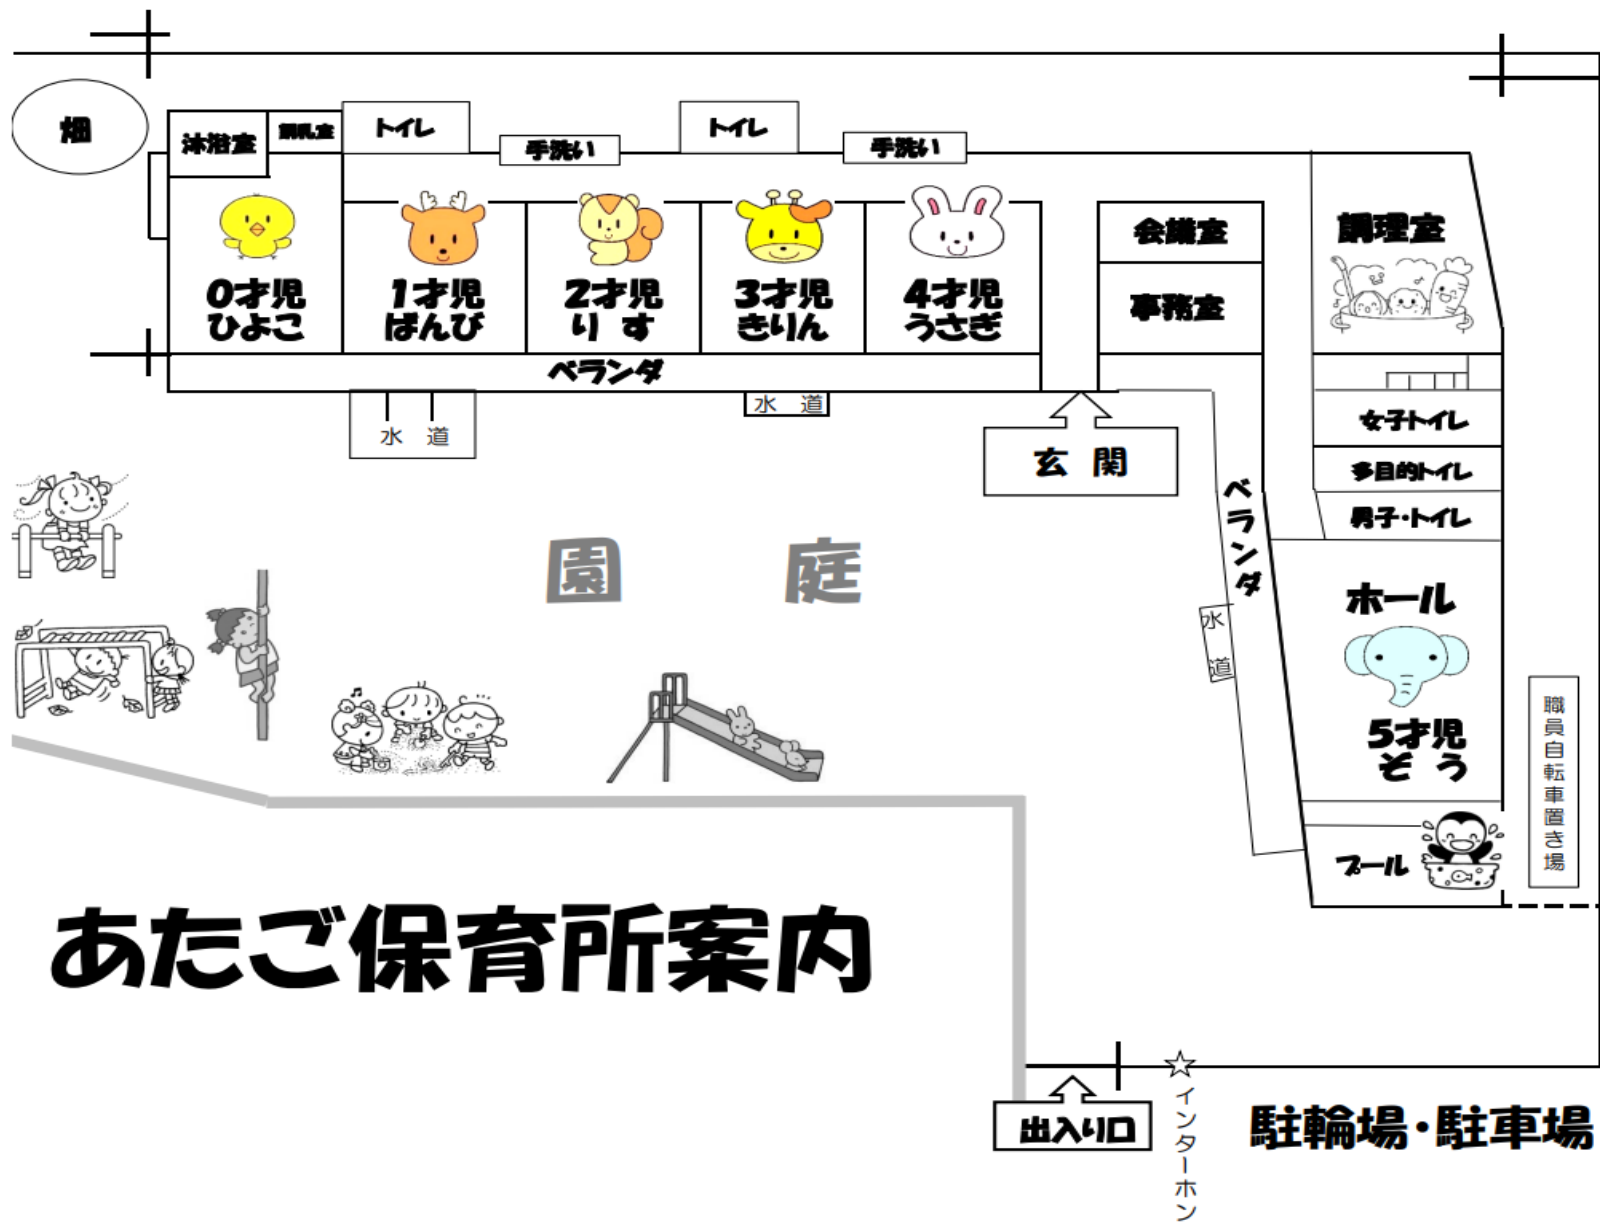 畑
沐浴室
調乳室
トイレ
手洗い
トイレ
手洗い
0才児
ひよこ
1才児
ばんび
2才児
り す
3才児
きりん
4才児
うさぎ
会議室
事務室
調理室
ベランダ
水 道
水 道
玄 関
女子トイレ
多目的トイレ
男子・トイレ
ベランダ
水 道
園 庭
ホール
5才児
ぞ う
プール
職員自転車置き場
あたご保育所案内
出入り口
インターホン
駐輪場・駐車場